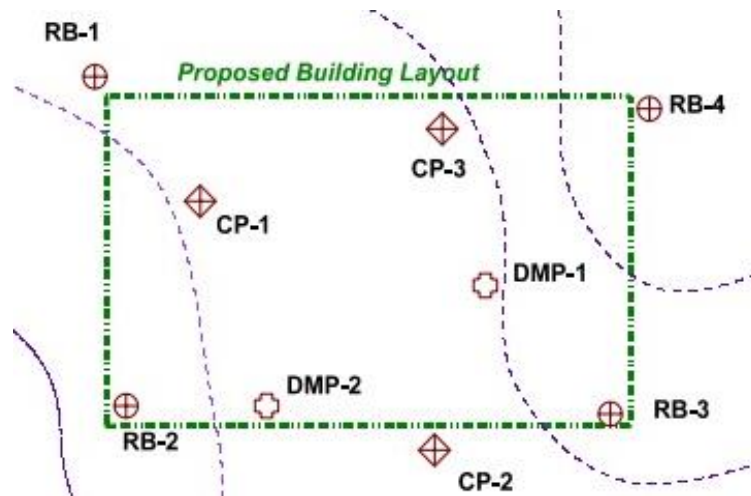 RB-1
Proposed Building Layout
RB-4
CP-3
CP-1
DMP-1
DMP-2
RB-3
RB-2
CP-2